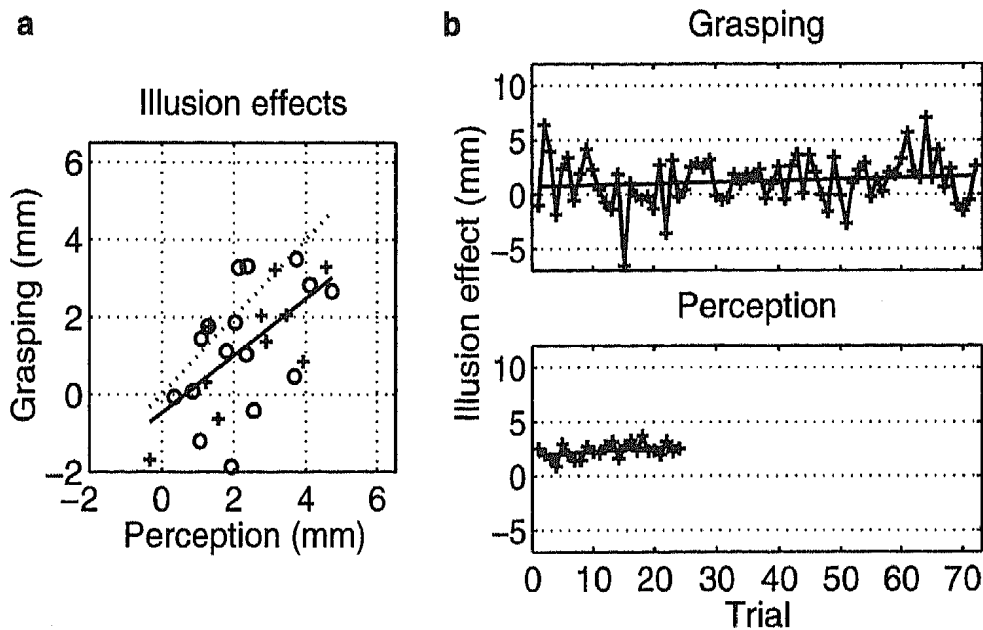 a
Illusion effects
Grasping (mm)
6
4
2
0
−2
−2 0 2 4 6
Perception (mm)
b
Grasping
Illusion effect (mm)
10
5
0
−5
Perception
10
5
0
−5
0 10 20 30 40 50 60 70
Trial